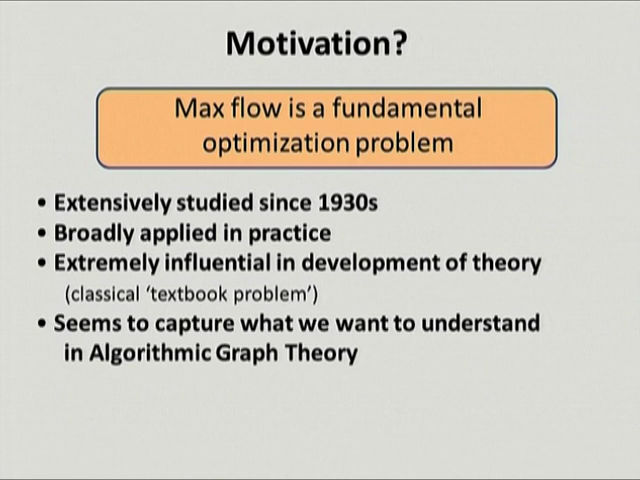 Motivation?
Max flow is a fundamental
optimization problem
• Extensively studied since 1930s
• Broadly applied in practice
• Extremely influential in development of theory
(classical ‘textbook problem’)
• Seems to capture what we want to understand
in Algorithmic Graph Theory